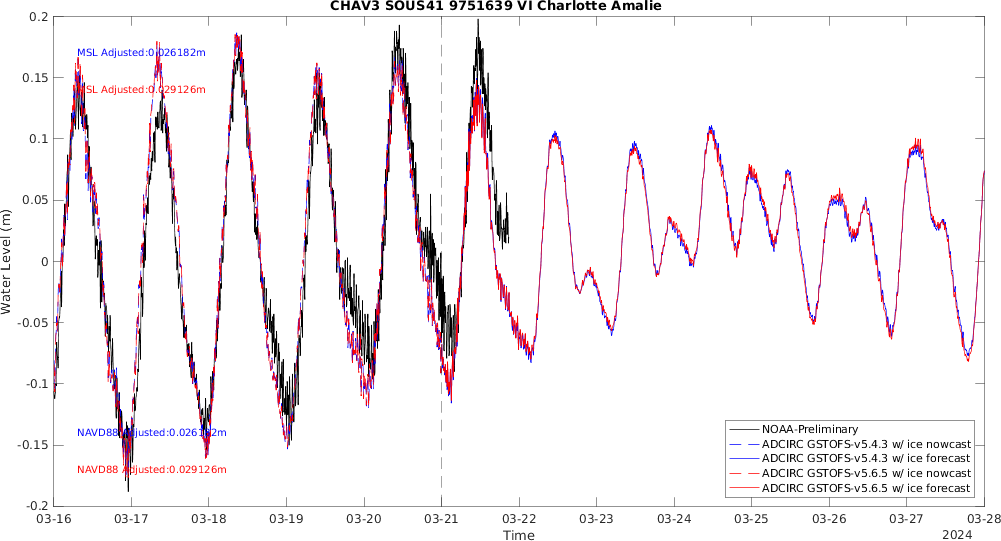 CHAV3 SOUS41 9751639 VI Charlotte Amalie
0.2
0.15
0.1
0.05
0
-0.05
-0.1
-0.15
-0.2
Water Level (m)
MSL Adjusted:0.026182m
MSL Adjusted:0.029126m
NAVD88 Adjusted:0.026182m
NAVD88 Adjusted:0.029126m
NOAA-Preliminary
ADCIRC GSTOFS-v5.4.3 w/ ice nowcast
ADCIRC GSTOFS-v5.4.3 w/ ice forecast
ADCIRC GSTOFS-v5.6.5 w/ ice nowcast
ADCIRC GSTOFS-v5.6.5 w/ ice forecast
03-16 03-17 03-18 03-19 03-20 03-21 03-22 03-23 03-24 03-25 03-26 03-27 03-28
Time
2024